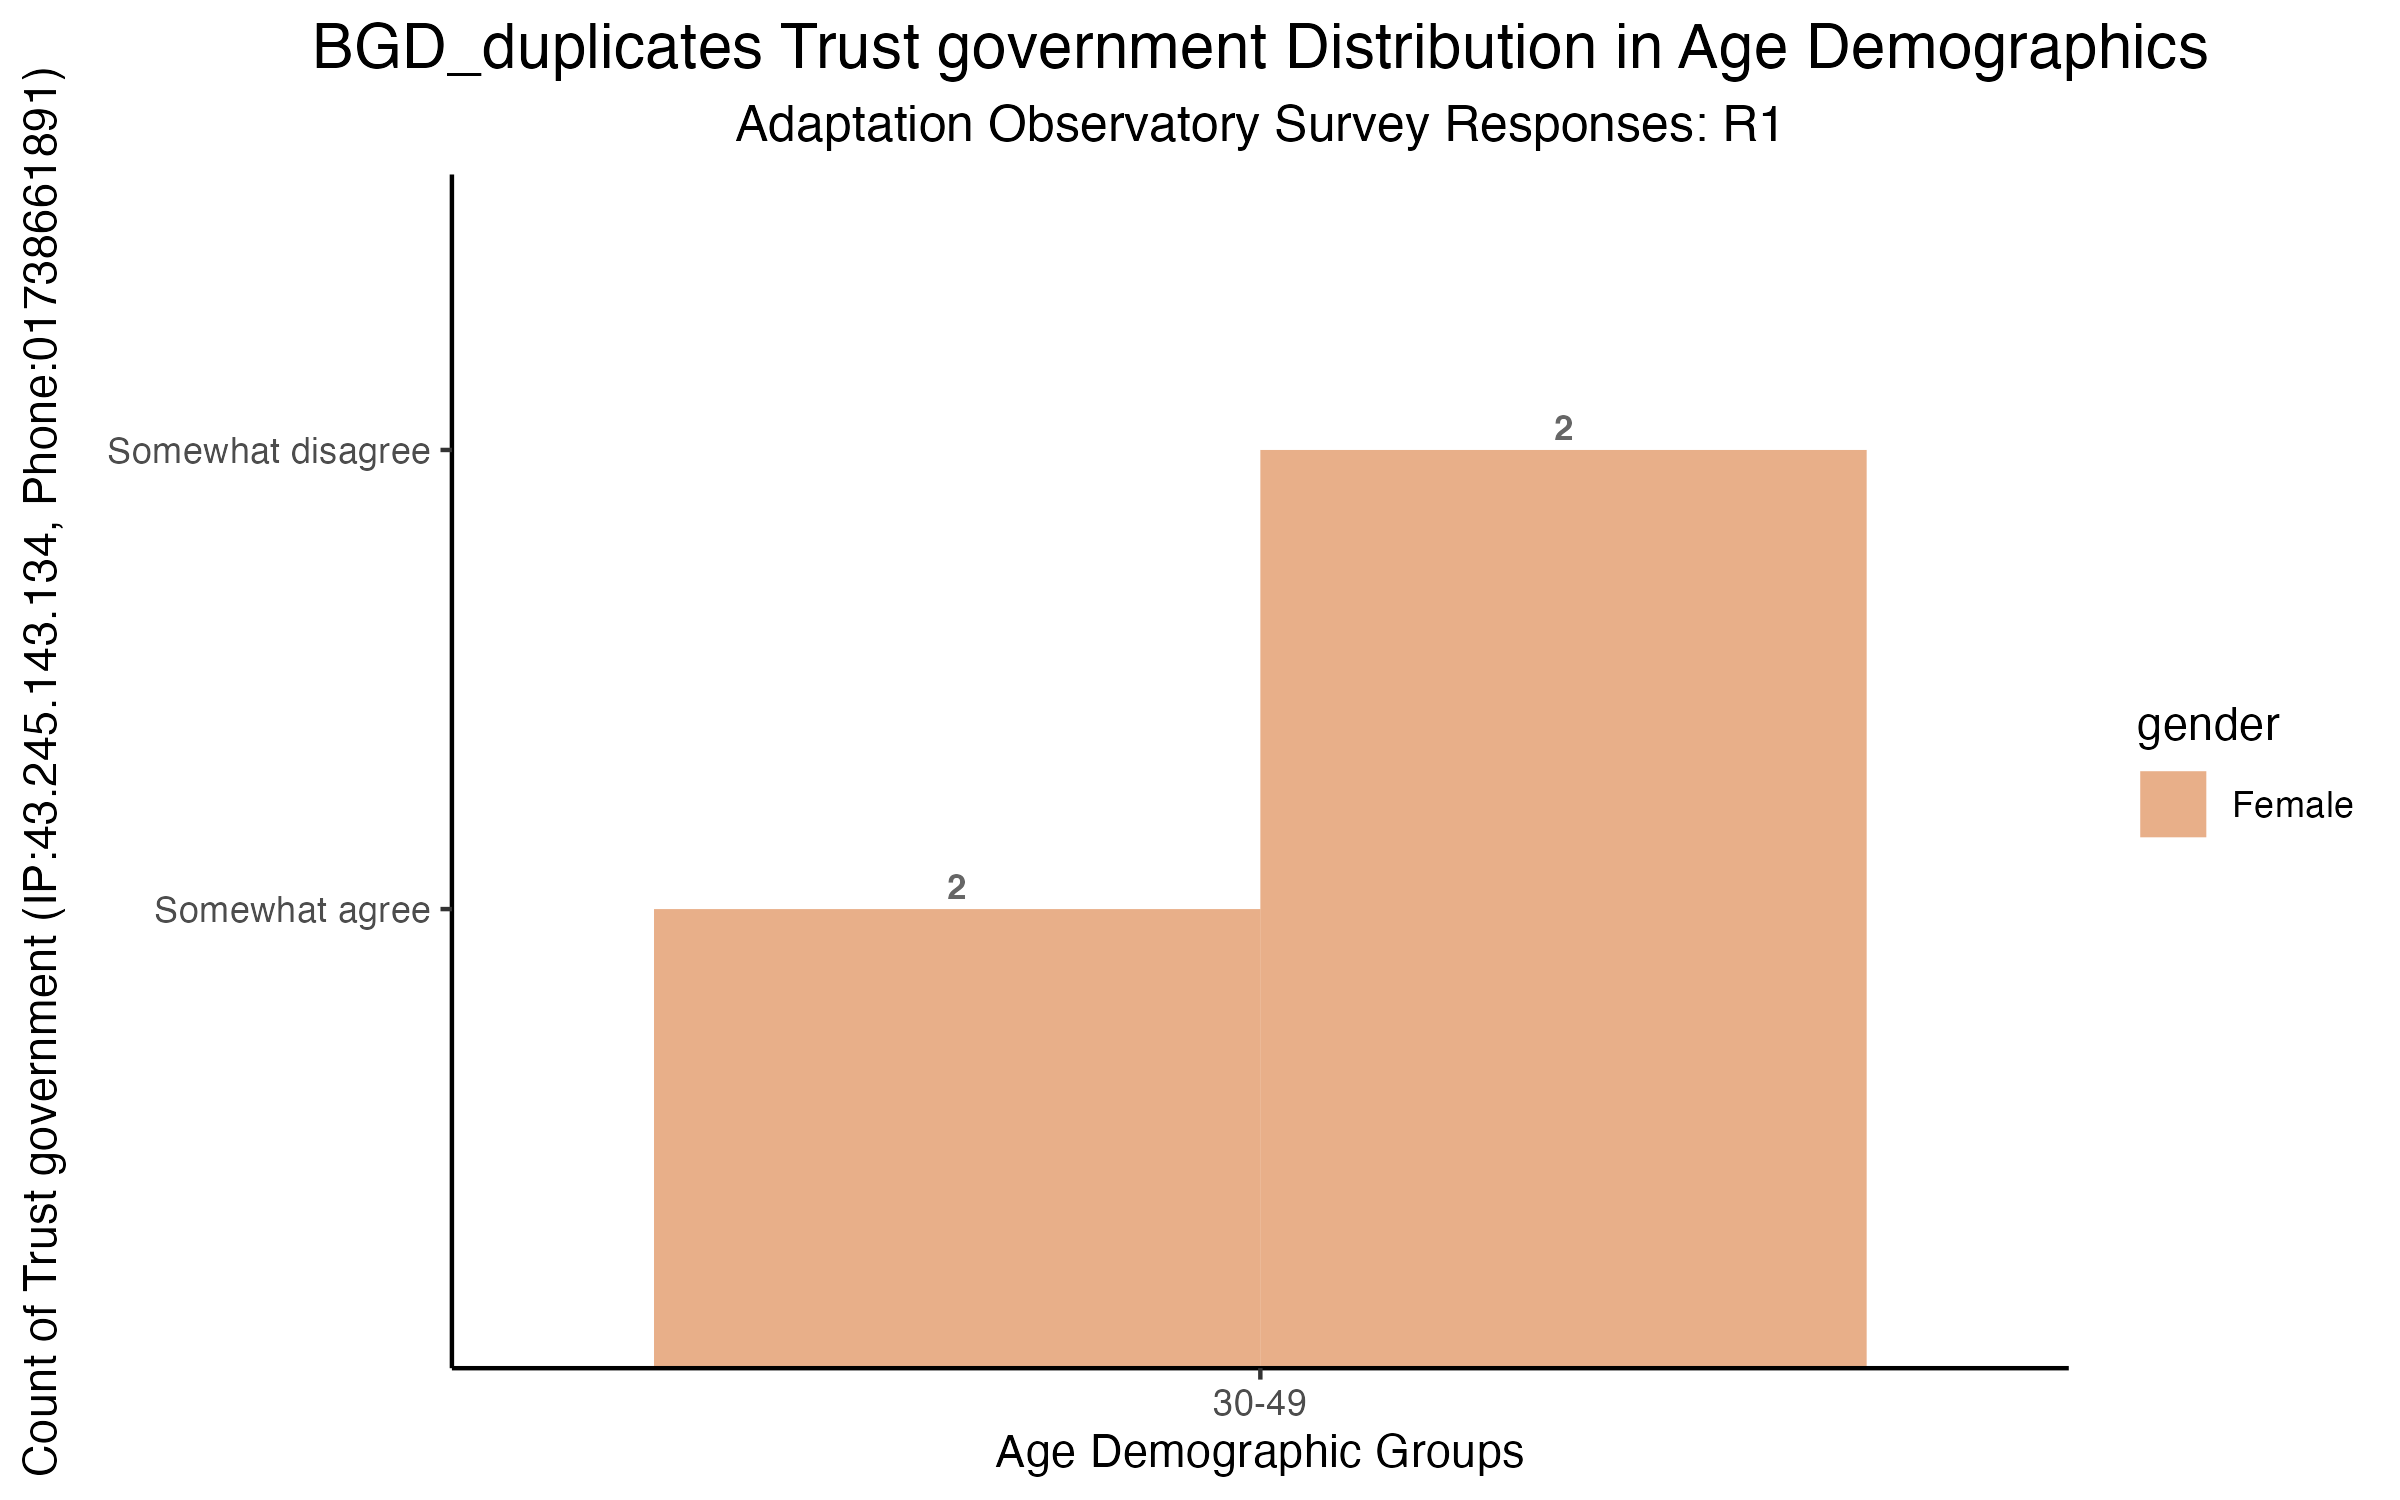 BGD_duplicates Trust government Distribution in Age Demographics
Adaptation Observatory Survey Responses: R1
Count of Trust government (IP:43.245.143.134, Phone:01738661891)
Somewhat disagree
Somewhat agree
2
2
30-49
Age Demographic Groups
gender
Female